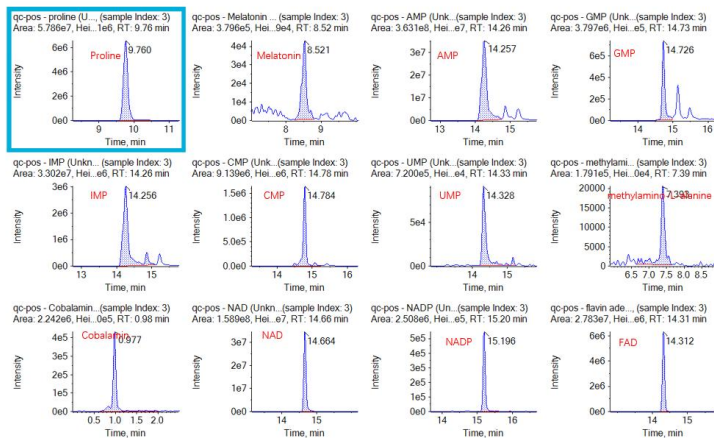 qc-pos - proline (U..., (sample Index: 3)
Area: 5.786e7, Hei...1e6, RT: 9.76 min
6e6
4e6
2e6
0e0
Intensity
Proline
9.760
9
10
11
Time, min
qc-pos - Melatonin ... (sample Index: 3)
Area: 3.796e5, Hei...9e4, RT: 8.52 min
4e4
3e4
2e4
1e4
0e0
Intensity
Melatonin
8.521
8
9
Time, min
qc-pos - AMP (Unk...(sample Index: 3)
Area: 3.631e8, Hei...e7, RT: 14.26 min
3e7
2e7
1e7
0e0
Intensity
AMP
14.257
13
14
15
Time, min
qc-pos - GMP (Unk...(sample Index: 3)
Area: 3.797e6, Hei...e5, RT: 14.73 min
4e5
2e5
0e0
Intensity
GMP
14.726
14
15
16
Time, min
qc-pos - IMP (Unkn...(sample Index: 3)
Area: 3.302e7, Hei...e6, RT: 14.26 min
3e6
2e6
1e6
0e0
Intensity
IMP
14.256
13
14
15
Time, min
qc-pos - CMP (Unk...(sample Index: 3)
Area: 9.139e6, Hei...e6, RT: 14.78 min
1.5e6
1.0e6
5.0e5
0.0e0
Intensity
CMP
14.784
14
15
16
Time, min
qc-pos - UMP (Unk...(sample Index: 3)
Area: 7.200e5, Hei...e4, RT: 14.33 min
5e4
0e0
Intensity
UMP
14.328
14
15
Time, min
qc-pos - methylami...(sample Index: 3)
Area: 1.791e5, Hei...0e4, RT: 7.39 min
20000
15000
10000
5000
0
Intensity
methylamino-L-alanine
7.393
6.5
7.0
7.5
8.0
8.5
Time, min
qc-pos - Cobalamin...(sample Index: 3)
Area: 2.242e6, Hei...0e5, RT: 0.98 min
4e5
3e5
2e5
1e5
0e0
Intensity
Cobalamin
0.977
0.5
1.0
1.5
2.0
Time, min
qc-pos - NAD (Unkn...(sample Index: 3)
Area: 1.589e8, Hei...e7, RT: 14.66 min
3e7
2e7
1e7
0e0
Intensity
NAD
14.664
14
15
Time, min
qc-pos - NADP (Un...(sample Index: 3)
Area: 2.508e6, Hei...e5, RT: 15.20 min
5e5
4e5
3e5
2e5
1e5
0e0
Intensity
NADP
15.196
14
15
16
Time, min
qc-pos - flavin ade...(sample Index: 3)
Area: 2.783e7, Hei...e6, RT: 14.31 min
6e6
4e6
2e6
0e0
Intensity
FAD
14.312
14
15
Time, min